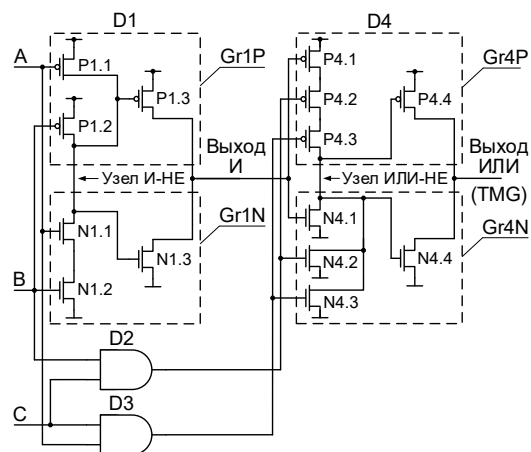 D1
D4
A
P1.1
P1.2
P1.3
Gr1P
P4.1
P4.2
P4.3
P4.4
Gr4P
Выход
И
Выход
ИЛИ
(TMG)
Узел И-НЕ
Узел ИЛИ-НЕ
Gr1N
Gr4N
N1.1
N1.2
N1.3
N4.1
N4.2
N4.3
N4.4
B
D2
C
D3